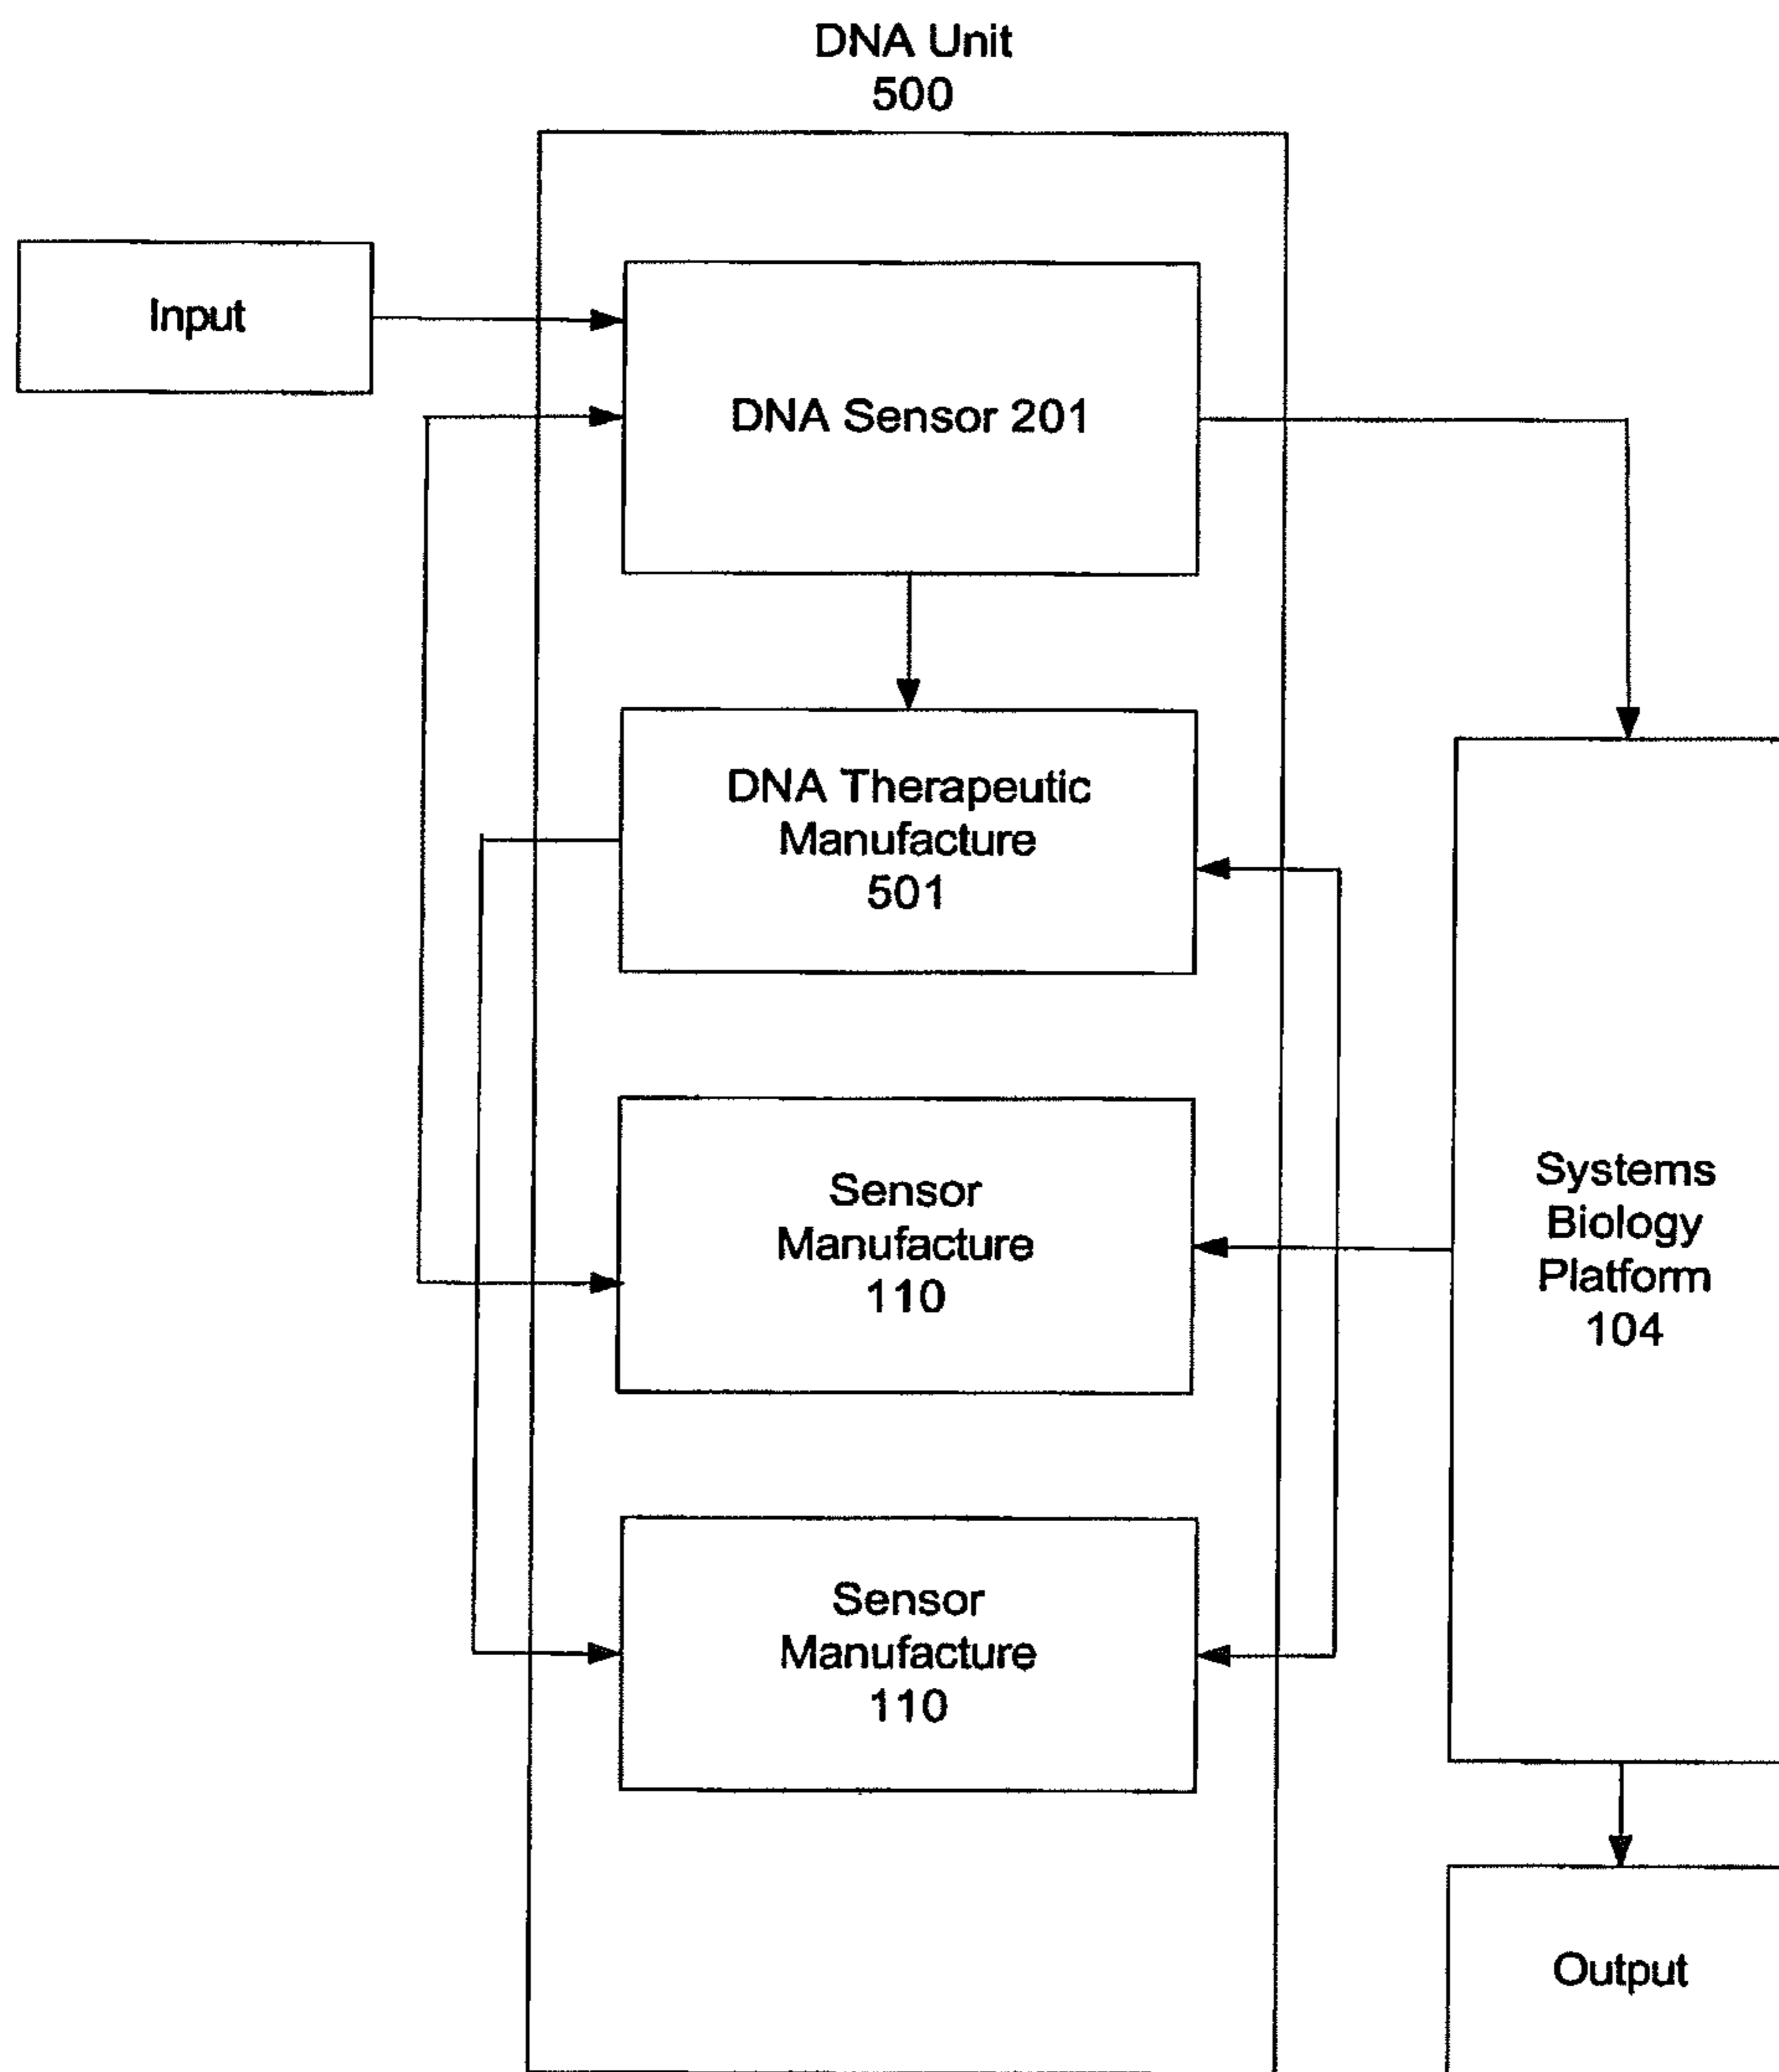 DNA Unit
500
Input
DNA Sensor 201
DNA Therapeutic
Manufacture
501
Sensor
Manufacture
110
Systems
Biology
Platform
104
Sensor
Manufacture
110
Output